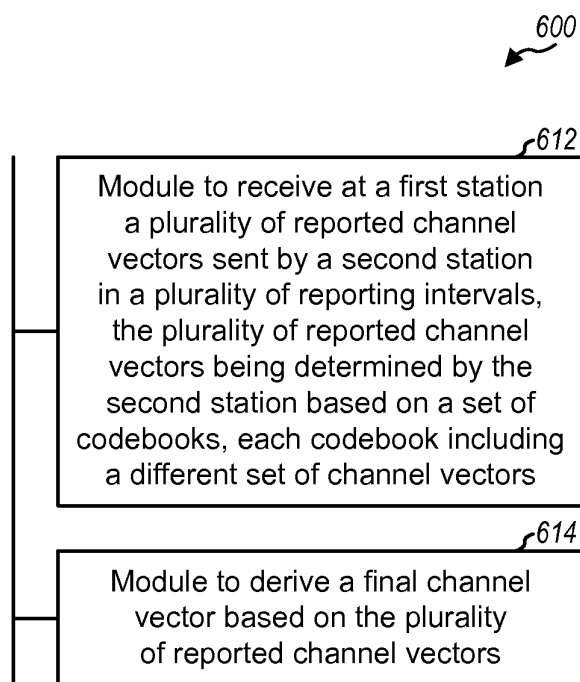 600
612
Module to receive at a first station
a plurality of reported channel
vectors sent by a second station
in a plurality of reporting intervals,
the plurality of reported channel
vectors being determined by the
second station based on a set of
codebooks, each codebook including
a different set of channel vectors
614
Module to derive a final channel
vector based on the plurality
of reported channel vectors